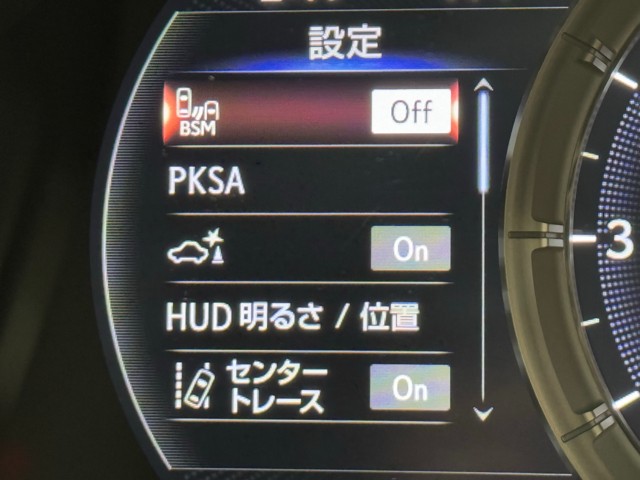 設定
BSM Off
PKSA
On
HUD 明るさ / 位置
センター
トレース On
3